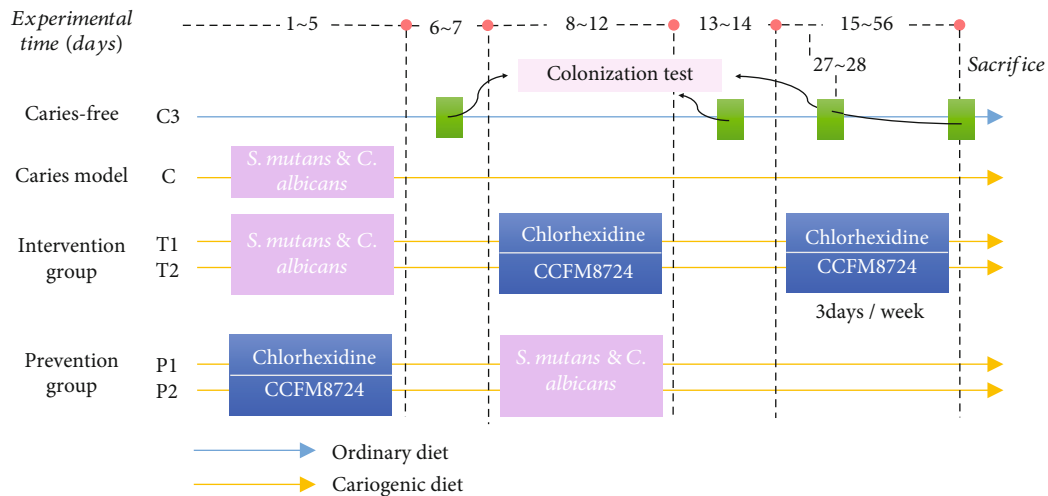 Experimental
time (days)
1~5
6~7
8~12
13~14
15~56
27~28
Sacrifice
Colonization test
Caries-free
C3
Caries model
C
S. mutans & C.
albicans
Intervention
group
T1
T2
S. mutans & C.
albicans
Chlorhexidine
CCFM8724
Chlorhexidine
CCFM8724
3days / week
Prevention
group
P1
P2
Chlorhexidine
CCFM8724
S. mutans & C.
albicans
Ordinary diet
Cariogenic diet